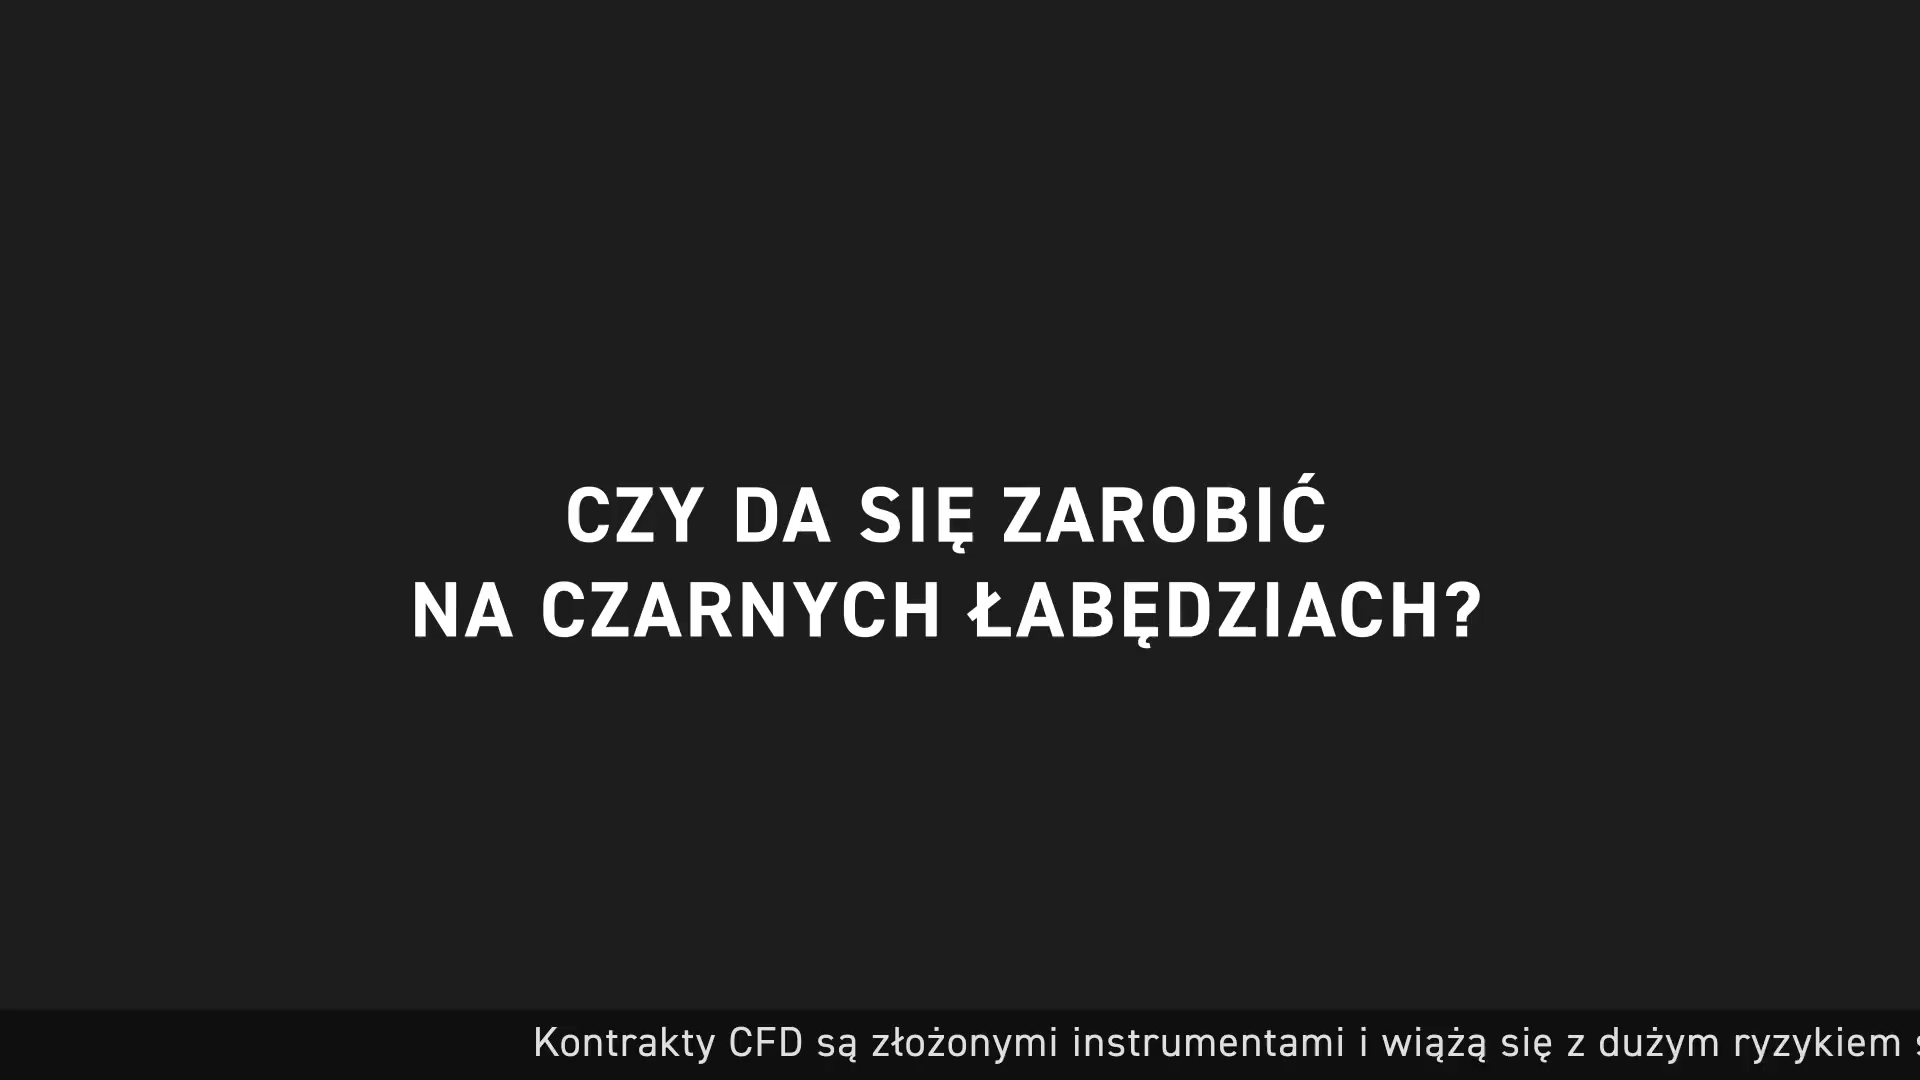 CZY DA SIĘ ZAROBIĆ
NA CZARNYCH ŁABĘDZIACH?
Kontrakty CFD są złożonymi instrumentami i wiążą się z dużym ryzykiem